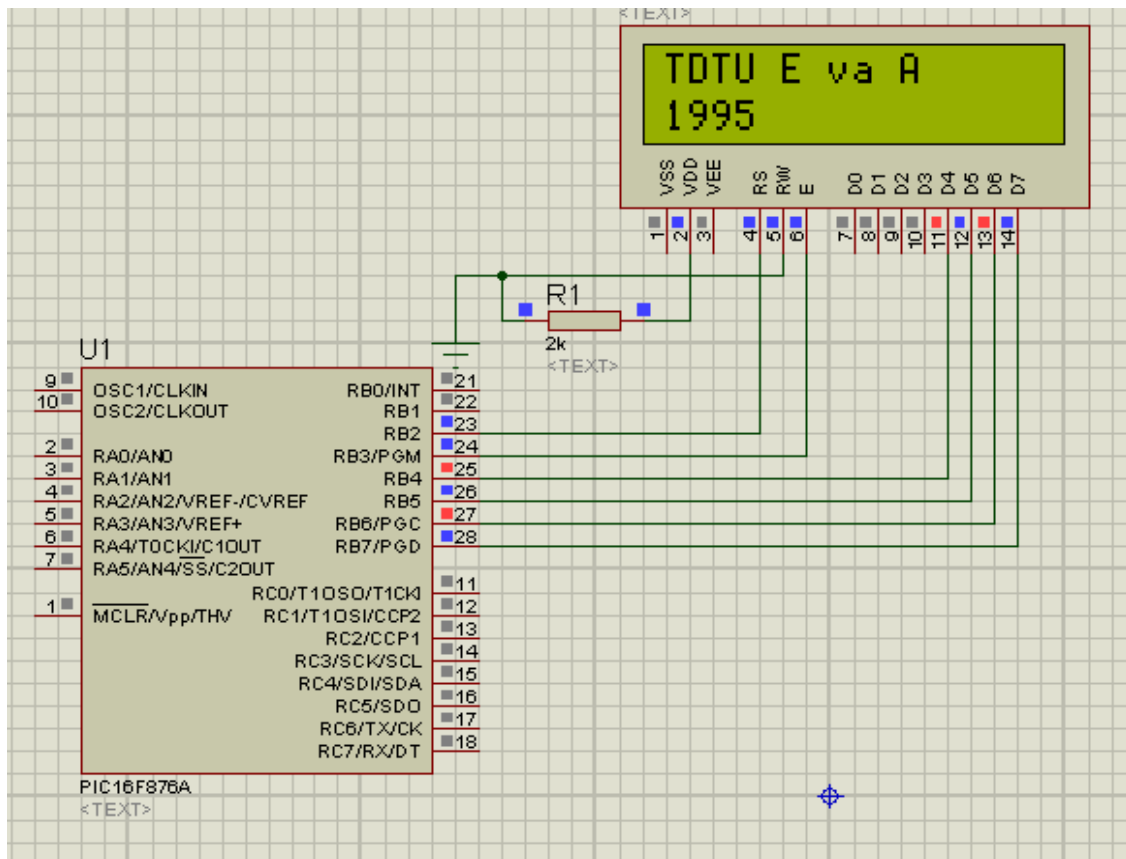 <TEXT>
TDTU E va A
1995
VSS VDD VEE RS RW E D0 D1 D2 D3 D4 D5 D6 D7
1 2 3 4 5 6 7 8 9 10 11 12 13 14
R1
2k
<TEXT>
U1
9 OSC1/CLKIN RB0/INT 21
10 OSC2/CLKOUT RB1 22
RB2 23
2 RA0/AN0 RB3/PGM 24
3 RA1/AN1 RB4 25
4 RA2/AN2/VREF-/CVREF RB5 26
5 RA3/AN3/VREF+ RB6/PGC 27
6 RA4/T0CKI/C1OUT RB7/PGD 28
7 RA5/AN4/SS/C2OUT
RC0/T1OSO/T1CKI 11
1 MCLR/Vpp/THV RC1/T1OSI/CCP2 12
RC2/CCP1 13
RC3/SCK/SCL 14
RC4/SDI/SDA 15
RC5/SDO 16
RC6/TX/CK 17
RC7/RX/DT 18
PIC16F876A
<TEXT>